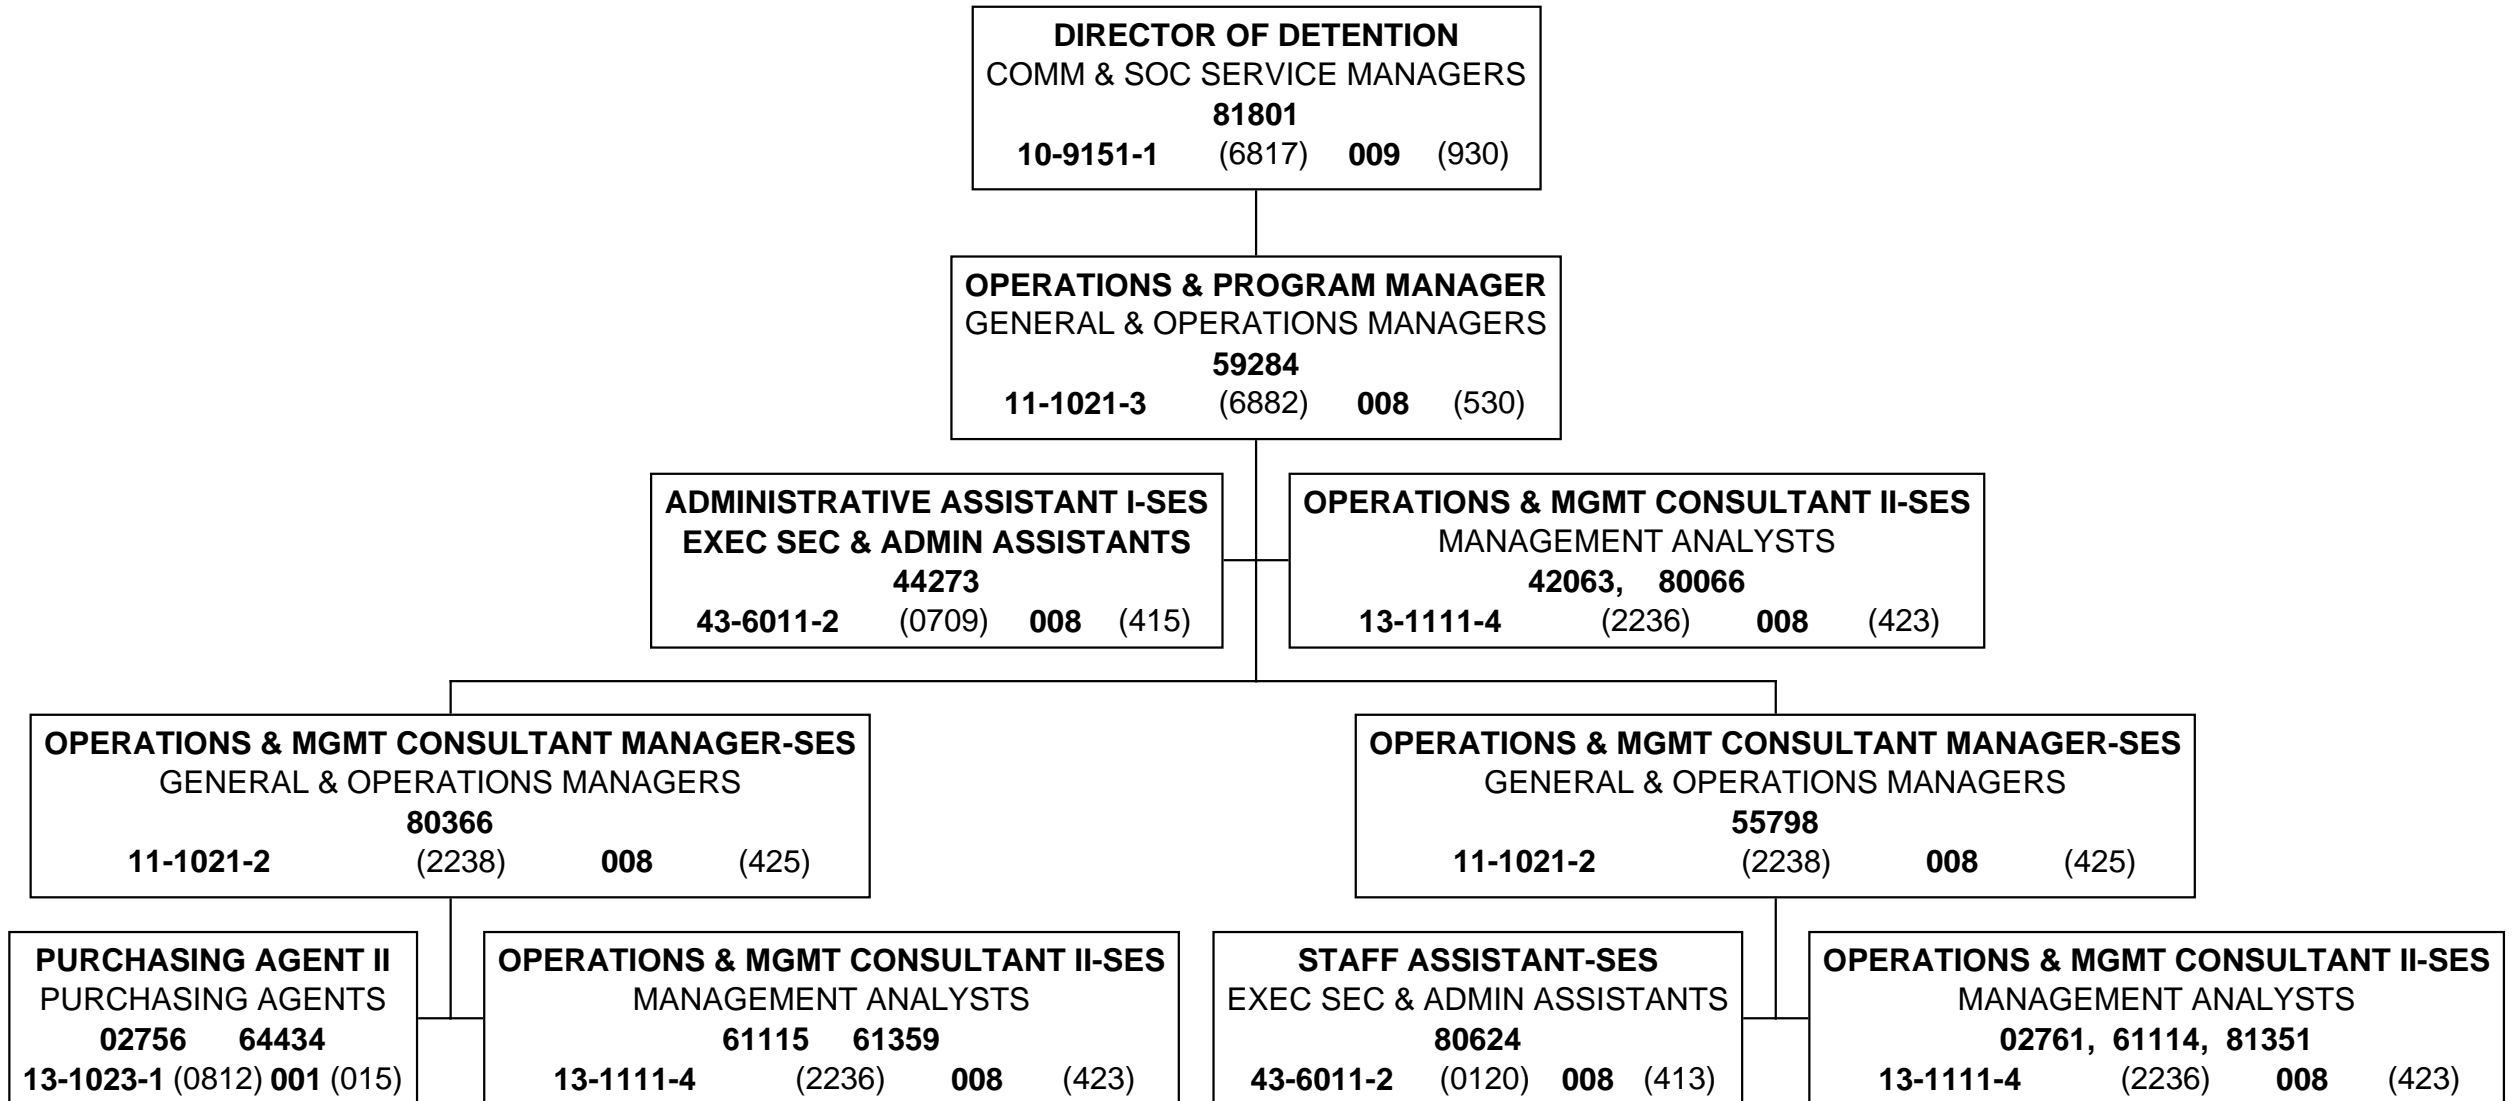 DIRECTOR OF DETENTION
COMM & SOC SERVICE MANAGERS
81801
10-9151-1 (6817) 009 (930)
OPERATIONS & PROGRAM MANAGER
GENERAL & OPERATIONS MANAGERS
59284
11-1021-3 (6882) 008 (530)
ADMINISTRATIVE ASSISTANT I-SES
EXEC SEC & ADMIN ASSISTANTS
44273
43-6011-2 (0709) 008 (415)
OPERATIONS & MGMT CONSULTANT II-SES
MANAGEMENT ANALYSTS
42063, 80066
13-1111-4 (2236) 008 (423)
OPERATIONS & MGMT CONSULTANT MANAGER-SES
GENERAL & OPERATIONS MANAGERS
80366
11-1021-2 (2238) 008 (425)
OPERATIONS & MGMT CONSULTANT MANAGER-SES
GENERAL & OPERATIONS MANAGERS
55798
11-1021-2 (2238) 008 (425)
PURCHASING AGENT II
PURCHASING AGENTS
02756 64434
13-1023-1 (0812) 001 (015)
OPERATIONS & MGMT CONSULTANT II-SES
MANAGEMENT ANALYSTS
61115 61359
13-1111-4 (2236) 008 (423)
STAFF ASSISTANT-SES
EXEC SEC & ADMIN ASSISTANTS
80624
43-6011-2 (0120) 008 (413)
OPERATIONS & MGMT CONSULTANT II-SES
MANAGEMENT ANALYSTS
02761, 61114, 81351
13-1111-4 (2236) 008 (423)